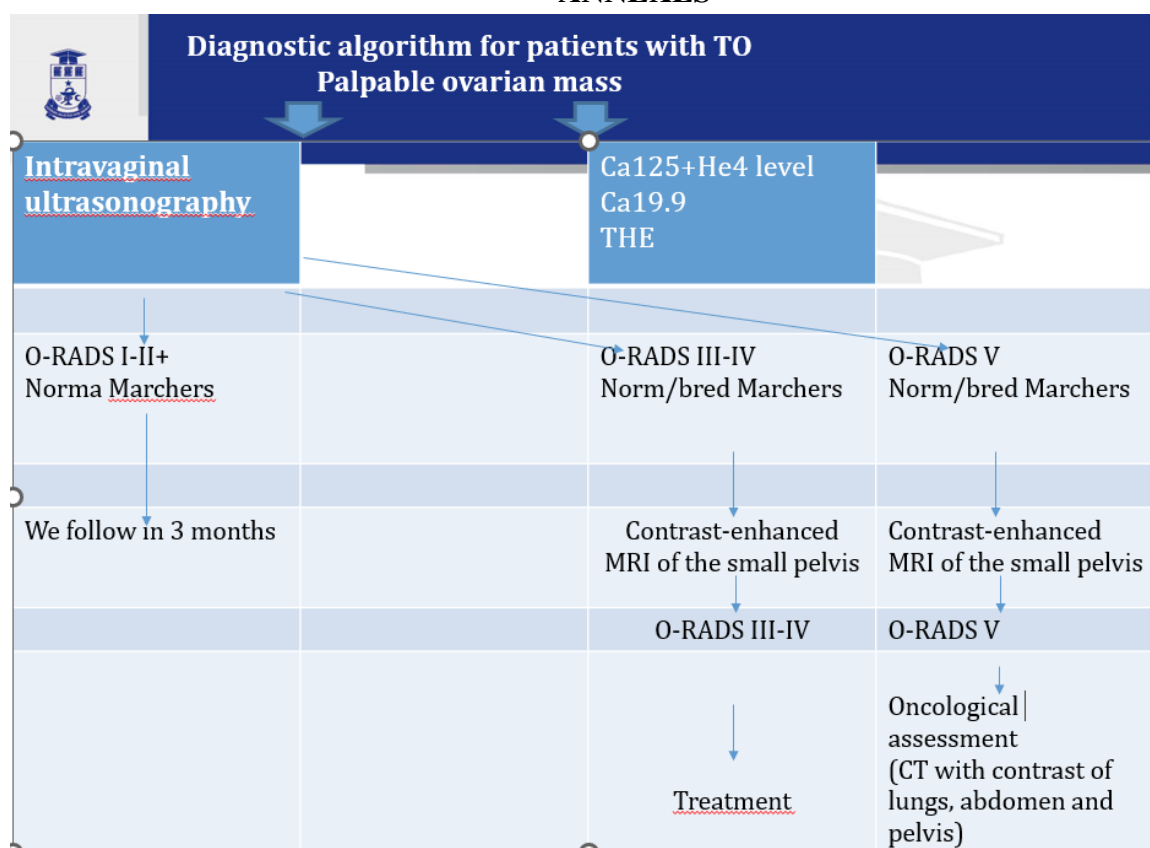 ANNEXES
Diagnostic algorithm for patients with TO
Palpable ovarian mass
Intravaginal
ultrasonography
Ca125+He4 level
Ca19.9
THE
O-RADS I-II+
Norma Marchers
O-RADS III-IV
Norm/bred Marchers
O-RADS V
Norm/bred Marchers
We follow in 3 months
Contrast-enhanced
MRI of the small pelvis
Contrast-enhanced
MRI of the small pelvis
O-RADS III-IV
O-RADS V
Treatment
Oncological
assessment
(CT with contrast of
lungs, abdomen and
pelvis)